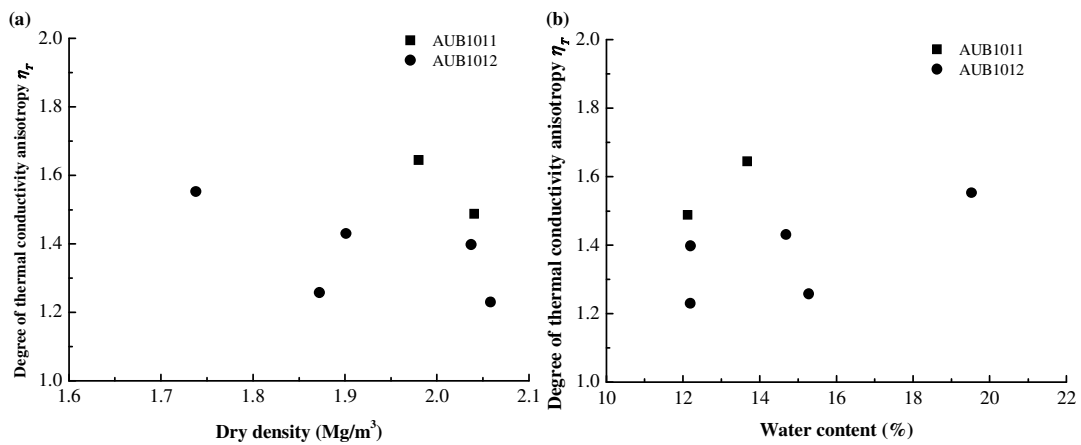 (a)
Degree of thermal conductivity anisotropy η_T
2.0
1.8
1.6
1.4
1.2
1.0
1.6
1.7
1.8
1.9
2.0
2.1
Dry density (Mg/m³)
AUB1011
AUB1012
(b)
Degree of thermal conductivity anisotropy η_T
2.0
1.8
1.6
1.4
1.2
1.0
10
12
14
16
18
20
22
Water content (%)
AUB1011
AUB1012